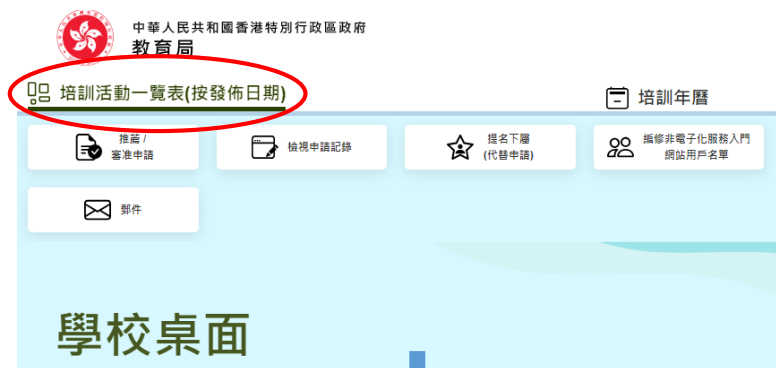 中華人民共和國香港特別行政區政府
教育局
培訓活動一覽表(按發佈日期)
培訓年曆
推薦 /
審准申請
檢視申請記錄
提名下屬
(代替申請)
編修非電子化服務入門
網站用戶名單
郵件
學校桌面